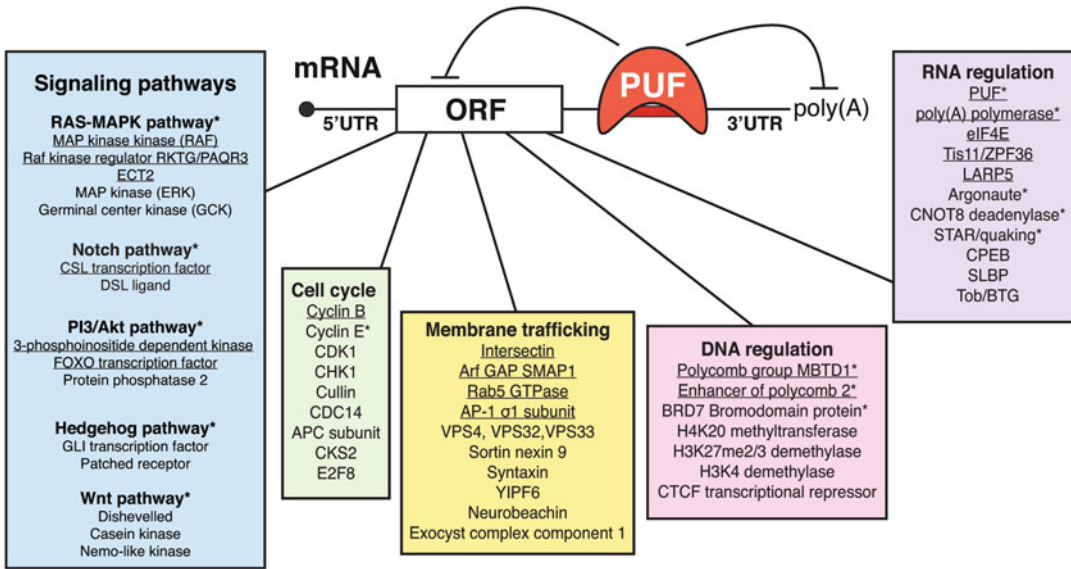 mRNA
5'UTR
ORF
PUF
3'UTR
poly(A)
Signaling pathways
RAS-MAPK pathway*
MAP kinase kinase (RAF)
Raf kinase regulator RKTG/PAQR3
ECT2
MAP kinase (ERK)
Germinal center kinase (GCK)
Notch pathway*
CSL transcription factor
DSL ligand
PI3/Akt pathway*
3-phosphoinositide dependent kinase
FOXO transcription factor
Protein phosphatase 2
Hedgehog pathway*
GLI transcription factor
Patched receptor
Wnt pathway*
Dishevelled
Casein kinase
Nemo-like kinase
Cell cycle
Cyclin B
Cyclin E*
CDK1
CHK1
Cullin
CDC14
APC subunit
CKS2
E2F8
Membrane trafficking
Intersectin
Arf GAP SMAP1
Rab5 GTPase
AP-1 σ1 subunit
VPS4, VPS32,VPS33
Sortin nexin 9
Syntaxin
YIPF6
Neurobeachin
Exocyst complex component 1
DNA regulation
Polycomb group MBTD1*
Enhancer of polycomb 2*
BRD7 Bromodomain protein*
H4K20 methyltransferase
H3K27me2/3 demethylase
H3K4 demethylase
CTCF transcriptional repressor
RNA regulation
PUF*
poly(A) polymerase*
eIF4E
Tis11/ZPF36
LARP5
Argonaute*
CNOT8 deadenylase*
STAR/quaking*
CPEB
SLBP
Tob/BTG